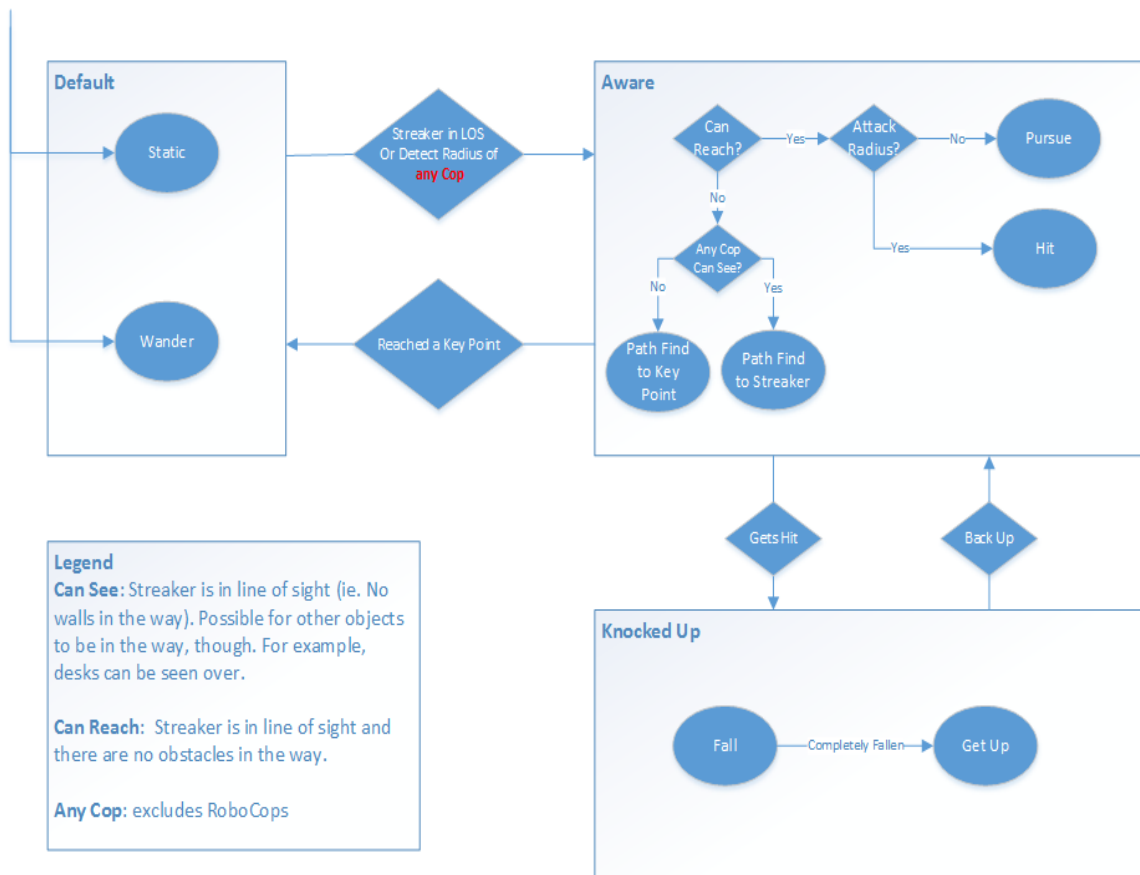 Default
Static
Wander
Streaker in LOS
Or Detect Radius of
any Cop
Reached a Key Point
Aware
Can
Reach?
Yes
Attack
Radius?
No
Pursue
No
Yes
Hit
Any Cop
Can See?
No
Yes
Path Find
to Key
Point
Path Find
to Streaker
Gets Hit
Back Up
Legend
Can See: Streaker is in line of sight (ie. No
walls in the way). Possible for other objects
to be in the way, though. For example,
desks can be seen over.
Can Reach: Streaker is in line of sight and
there are no obstacles in the way.
Any Cop: excludes RoboCops
Knocked Up
Fall
Completely Fallen
Get Up